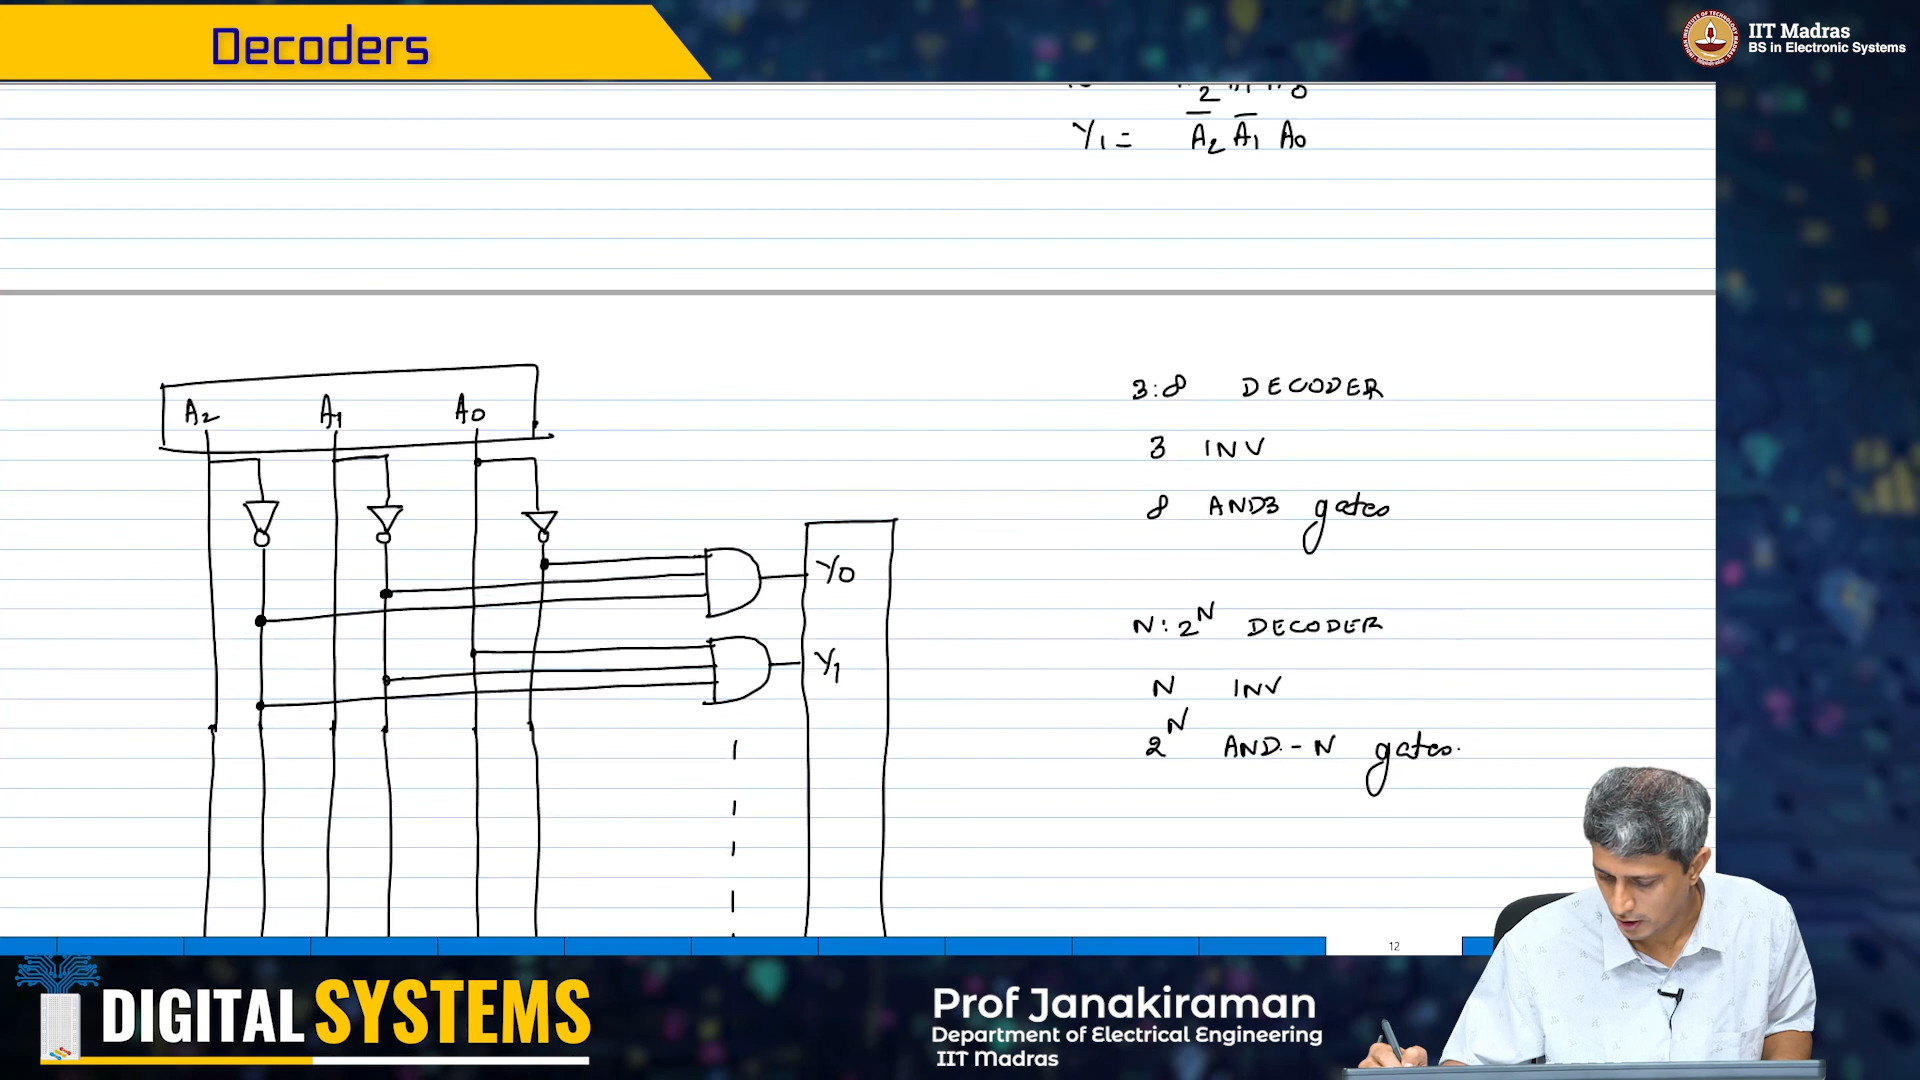 Decoders
IIT Madras
BS in Electronic Systems
Y1 = A̅2 A̅1 A0
A2 A1 A0
3:8 DECODER
3 INV
8 AND3 gates
Y0
N:2^N DECODER
Y1
N INV
2^N AND-N gates.
12
DIGITAL SYSTEMS
Prof Janakiraman
Department of Electrical Engineering
IIT Madras